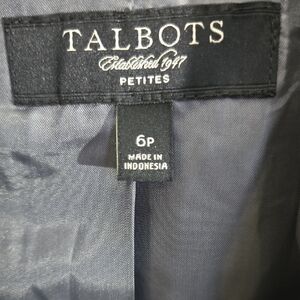 TALBOTS
Established 1947
PETITES
6P
MADE IN
INDONESIA